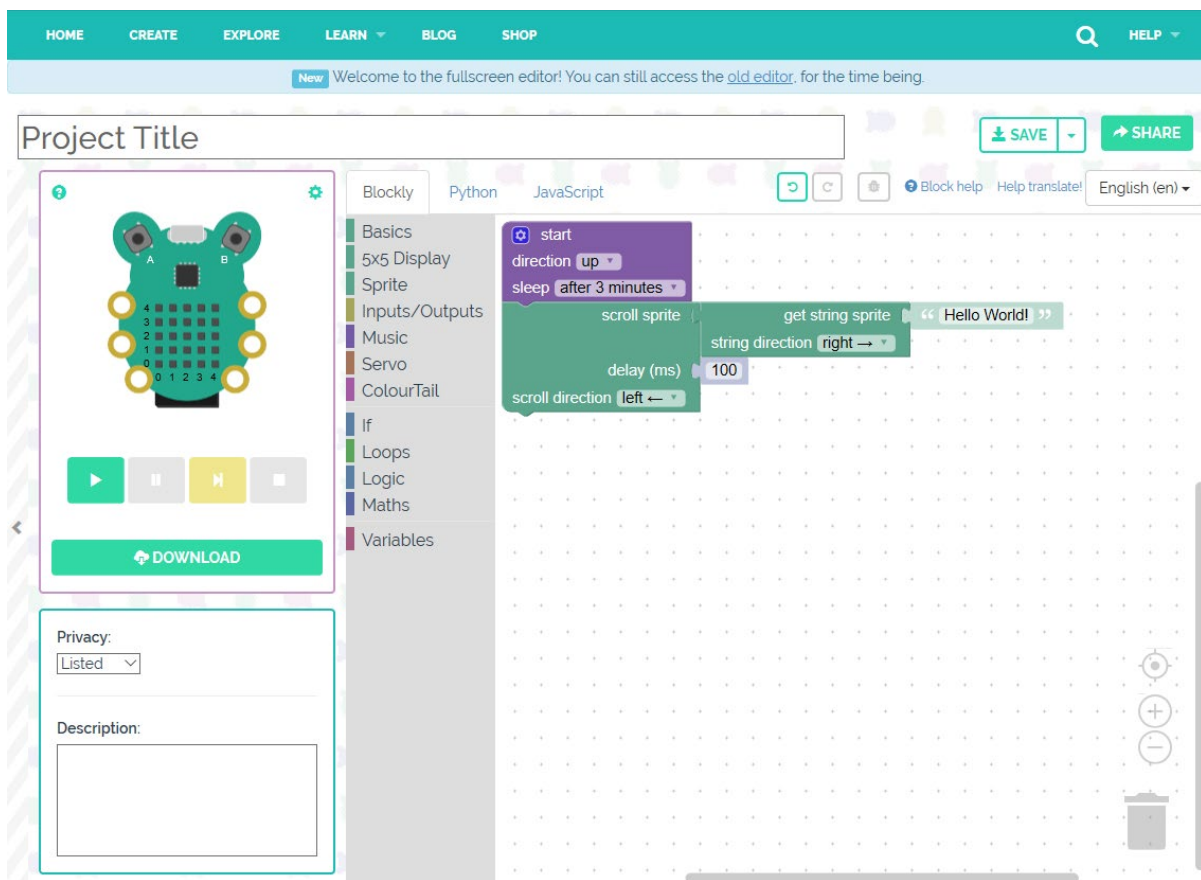 HOME CREATE EXPLORE LEARN BLOG SHOP HELP
New Welcome to the fullscreen editor! You can still access the old editor, for the time being.
Project Title
SAVE SHARE
Blockly Python JavaScript Block help Help translate! English (en)
A B
4
3
2
1
0
0 1 2 3 4
DOWNLOAD
Privacy:
Listed
Description:
Basics
5x5 Display
Sprite
Inputs/Outputs
Music
Servo
ColourTail
If
Loops
Logic
Maths
Variables
start
direction up
sleep after 3 minutes
scroll sprite get string sprite “ Hello World! ”
string direction right →
delay (ms) 100
scroll direction left ←